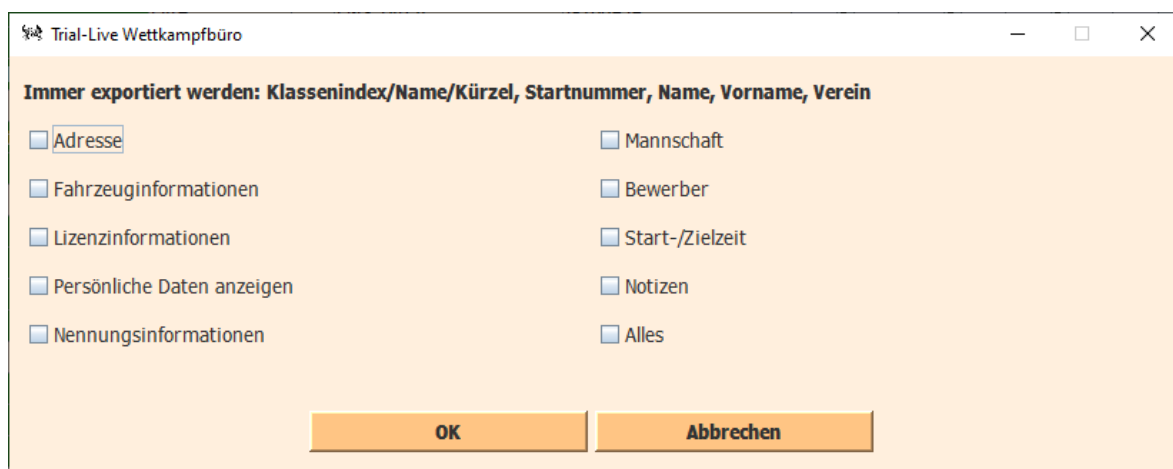 Trial-Live Wettkampfbüro
Immer exportiert werden: Klassenindex/Name/Kürzel, Startnummer, Name, Vorname, Verein
Adresse
Mannschaft
Fahrzeuginformationen
Bewerber
Lizenzinformationen
Start-/Zielzeit
Persönliche Daten anzeigen
Notizen
Nennungsinformationen
Alles
OK
Abbrechen